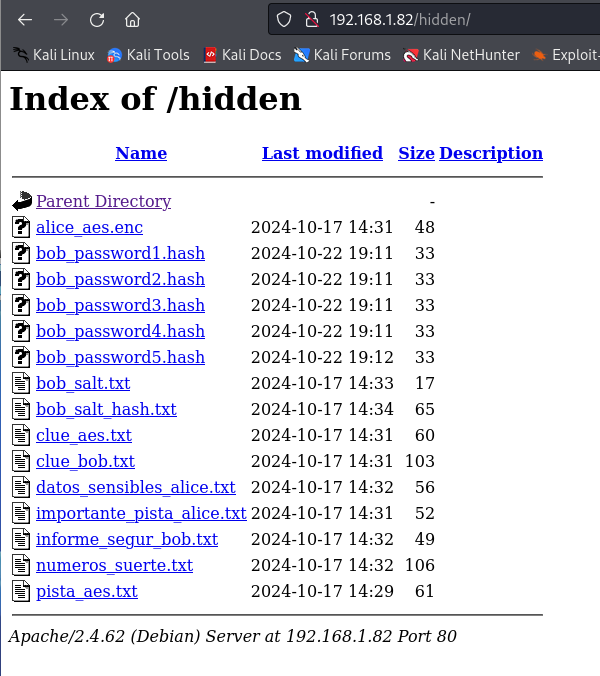 192.168.1.82/hidden/
Kali Linux Kali Tools Kali Docs Kali Forums Kali NetHunter Exploit-
Index of /hidden
Name Last modified Size Description
Parent Directory -
alice_aes.enc 2024-10-17 14:31 48
bob_password1.hash 2024-10-22 19:11 33
bob_password2.hash 2024-10-22 19:11 33
bob_password3.hash 2024-10-22 19:11 33
bob_password4.hash 2024-10-22 19:11 33
bob_password5.hash 2024-10-22 19:12 33
bob_salt.txt 2024-10-17 14:33 17
bob_salt_hash.txt 2024-10-17 14:34 65
clue_aes.txt 2024-10-17 14:31 60
clue_bob.txt 2024-10-17 14:31 103
datos_sensibles_alice.txt 2024-10-17 14:32 56
importante_pista_alice.txt 2024-10-17 14:31 52
informe_segur_bob.txt 2024-10-17 14:32 49
numeros_suerte.txt 2024-10-17 14:32 106
pista_aes.txt 2024-10-17 14:29 61
Apache/2.4.62 (Debian) Server at 192.168.1.82 Port 80